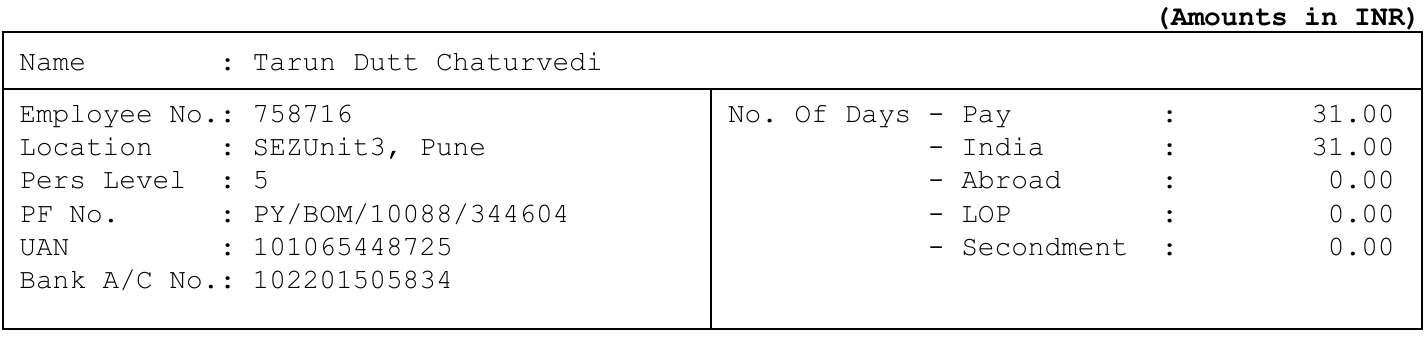 (Amounts in INR)
Name : Tarun Dutt Chaturvedi
Employee No.: 758716
Location : SEZUnit3, Pune
Pers Level : 5
PF No. : PY/BOM/10088/344604
UAN : 101065448725
Bank A/C No.: 102201505834
No. Of Days - Pay : 31.00
- India : 31.00
- Abroad : 0.00
- LOP : 0.00
- Secondment : 0.00